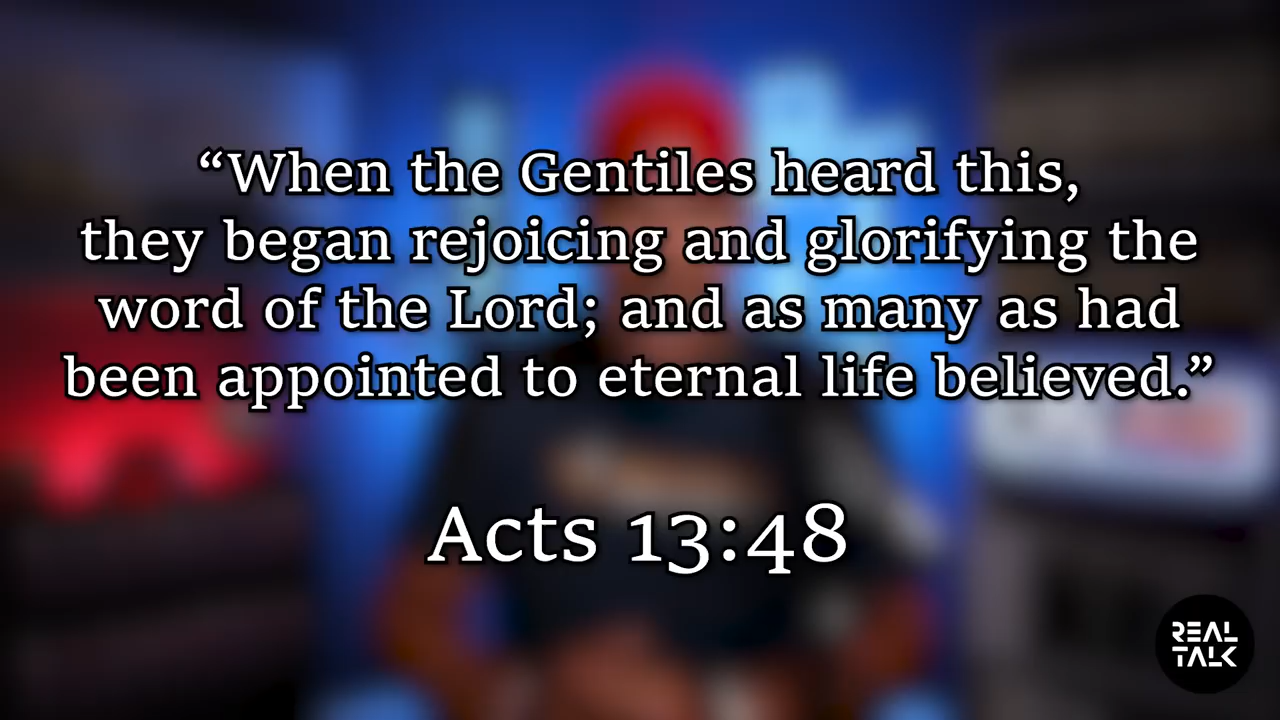 “When the Gentiles heard this,
they began rejoicing and glorifying the
word of the Lord; and as many as had
been appointed to eternal life believed.”
Acts 13:48
REAL
TALK